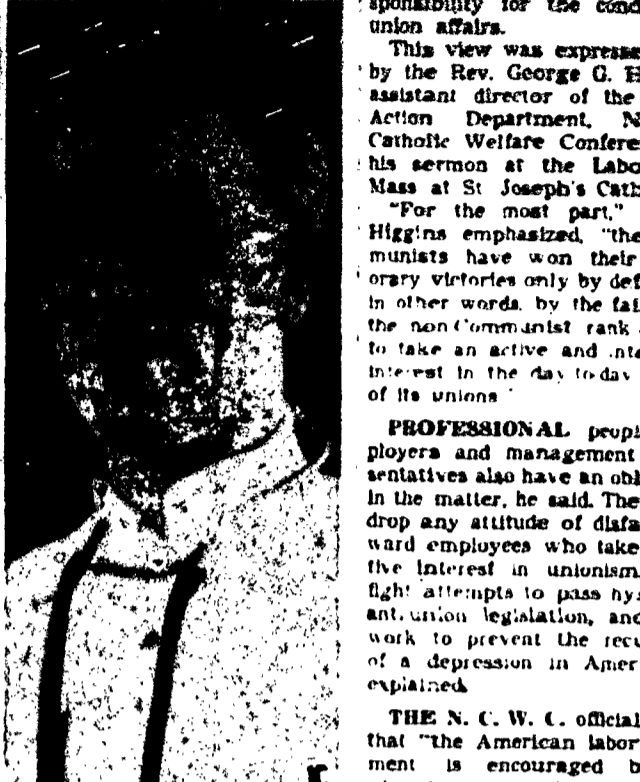 sponsibility for the cond
union affairs.
This view was expresse
by the Rev. George G. H
assistant director of the
Action Department, N
Catholic Welfare Confere
his sermon at the Labo
Mass at St Joseph's Cath
"For the most part,"
Higgins emphasized, "the
munists have won their
orary victories only by def
in other words, by the fai
the non Communist rank
to take an active and inte
interest in the day to day
of its unions "
PROFESSIONAL peopl
ployers and management
sentatives also have an obl
in the matter, he said. The
drop any attitude of disfa
ward employees who take
tive interest in unionism.
fight attempts to pass hys
ant.union legislation, and
work to prevent the recu
of a depression in Amer
explained.
THE N. C. W. C. official
that "the American labor
ment is encouraged b